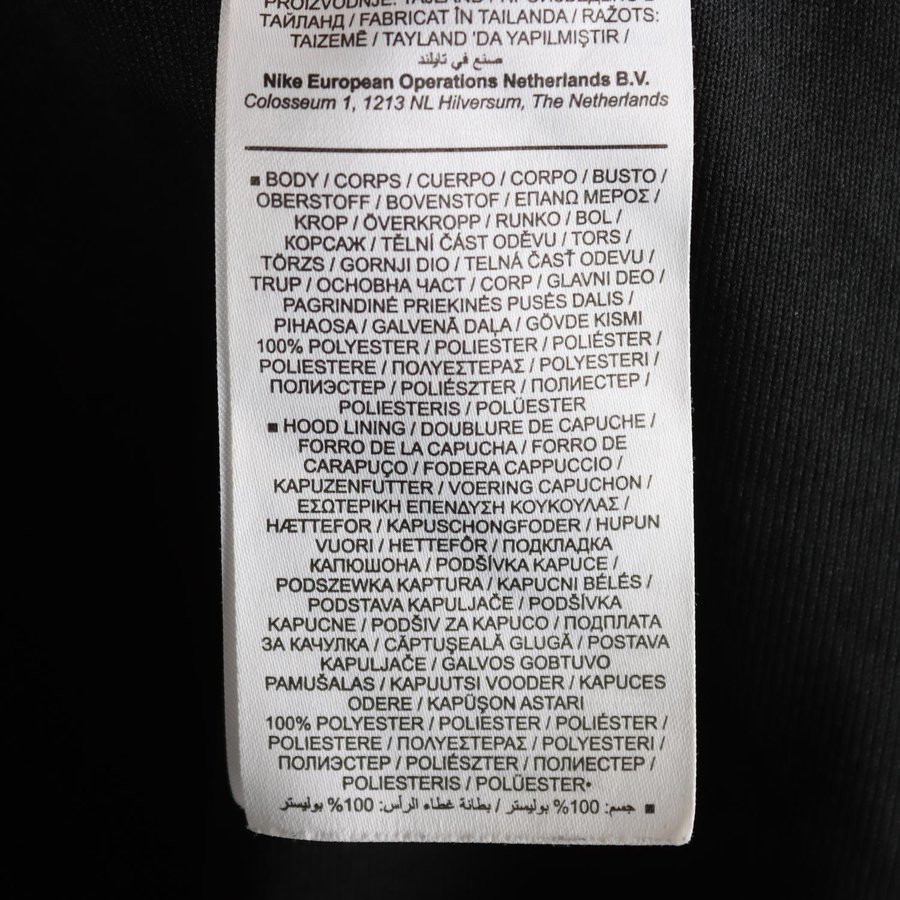 ТАЙЛАНД / FABRICAT ÎN TAILANDA / RAŽOTS:
TAIZEMĒ / TAYLAND 'DA YAPILMIŞTIR /
صنع في تايلند
Nike European Operations Netherlands B.V.
Colosseum 1, 1213 NL Hilversum, The Netherlands
■ BODY / CORPS / CUERPO / CORPO / BUSTO /
OBERSTOFF / BOVENSTOF / ΕΠΑΝΩ ΜΕΡΟΣ /
KROP / ÖVERKROPP / RUNKO / BOL /
КОРСАЖ / TĚLNÍ ČÁST ODĚVU / TORS /
TÖRZS / GORNJI DIO / TELNÁ ČASŤ ODEVU /
TRUP / ОСНОВНА ЧАСТ / CORP / GLAVNI DEO /
PAGRINDINĖ PRIEKINĖS PUSĖS DALIS /
PIHAOSA / GALVENĀ DAĻA / GÖVDE KISMI
100% POLYESTER / POLIESTER / POLIÉSTER /
POLIESTERE / ΠΟΛΥΕΣΤΕΡΑΣ / POLYESTERI /
ПОЛИЭСТЕР / POLIÉSZTER / ПОЛИЕСТЕР /
POLIESTERIS / POLÜESTER
■ HOOD LINING / DOUBLURE DE CAPUCHE /
FORRO DE LA CAPUCHA / FORRO DE
CARAPUÇO / FODERA CAPPUCCIO /
KAPUZENFUTTER / VOERING CAPUCHON /
ΕΣΩΤΕΡΙΚΗ ΕΠΕΝΔΥΣΗ ΚΟΥΚΟΥΛΑΣ /
HÆTTEFOR / KAPUSCHONGFODER / HUPUN
VUORI / HETTEFÔR / ПОДКЛАДКА
КАПЮШОНА / PODŠÍVKA KAPUCE /
PODSZEWKA KAPTURA / KAPUCNI BÉLÉS /
PODSTAVA KAPULJAČE / PODŠÍVKA
KAPUCNE / PODŠIV ZA KAPUCO / ПОДПЛАТА
ЗА КАЧУЛКА / CĂPTUŞEALĂ GLUGĂ / POSTAVA
KAPULJAČE / GALVOS GOBTUVO
PAMUŠALAS / KAPUUTSI VOODER / KAPUCES
ODERE / KAPÜŞON ASTARI
100% POLYESTER / POLIESTER / POLIÉSTER /
POLIESTERE / ΠΟΛΥΕΣΤΕΡΑΣ / POLYESTERI /
ПОЛИЭСТЕР / POLIÉSZTER / ПОЛИЕСТЕР /
POLIESTERIS / POLÜESTER•
■ جسم: 100% بوليستر / بطانة غطاء الرأس: 100% بوليستر